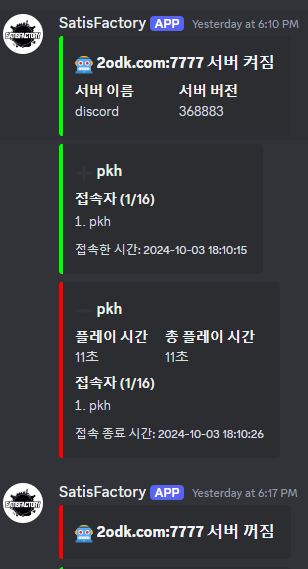 SatisFactory APP Yesterday at 6:10 PM
SATISFACTORY
2odk.com:7777 서버 켜짐
서버 이름 서버 버전
discord 368883
+ pkh
접속자 (1/16)
1. pkh
접속한 시간: 2024-10-03 18:10:15
— pkh
플레이 시간 총 플레이 시간
11초 11초
접속자 (1/16)
1. pkh
접속 종료 시간: 2024-10-03 18:10:26
SatisFactory APP Yesterday at 6:17 PM
SATISFACTORY
2odk.com:7777 서버 꺼짐